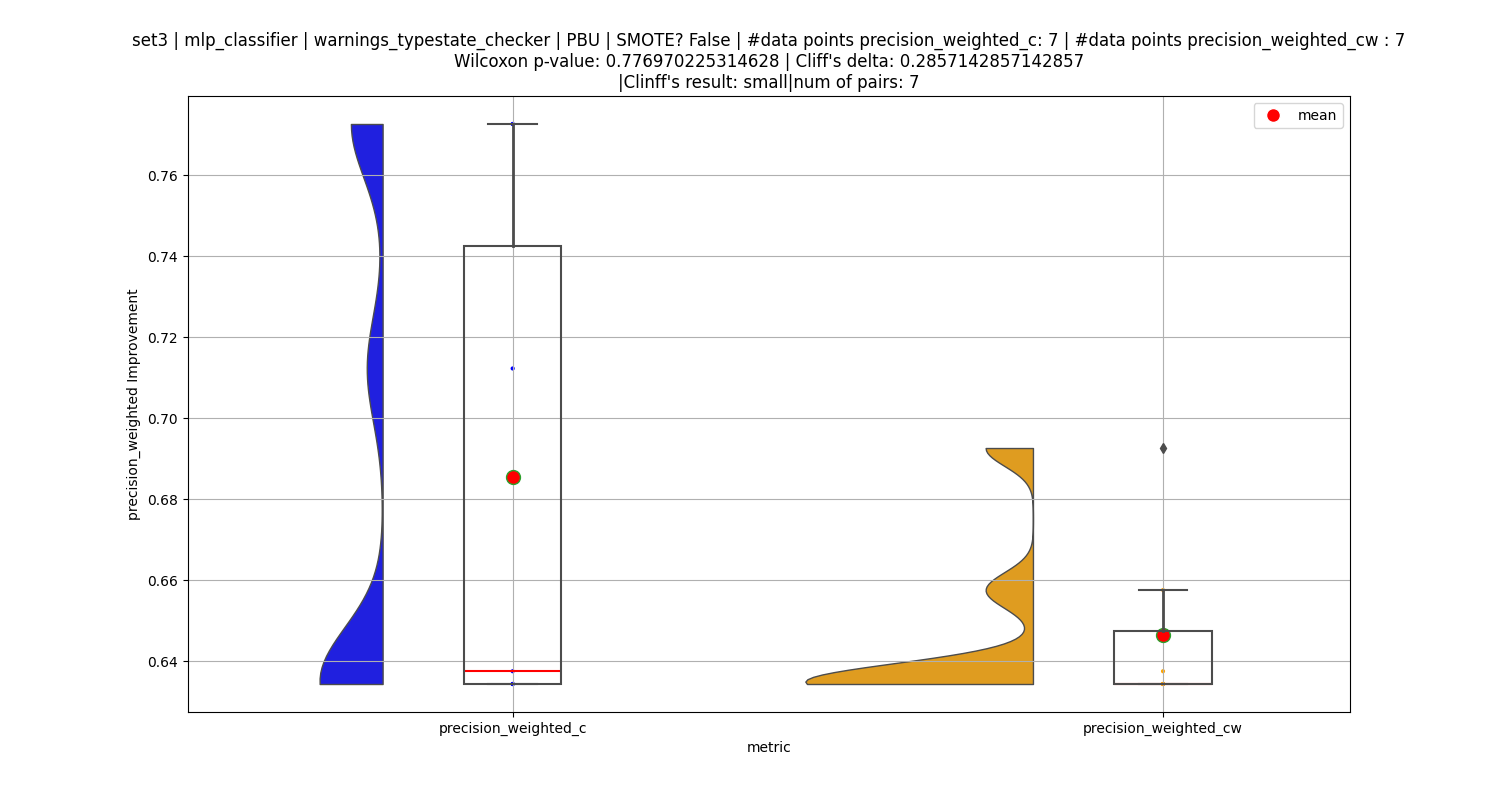 set3 | mlp_classifier | warnings_typestate_checker | PBU | SMOTE? False | #data points precision_weighted_c: 7 | #data points precision_weighted_cw : 7
Wilcoxon p-value: 0.776970225314628 | Cliff's delta: 0.2857142857142857
|Clinff's result: small|num of pairs: 7
mean
0.76
0.74
0.72
0.70
0.68
0.66
0.64
precision_weighted Improvement
precision_weighted_c
precision_weighted_cw
metric